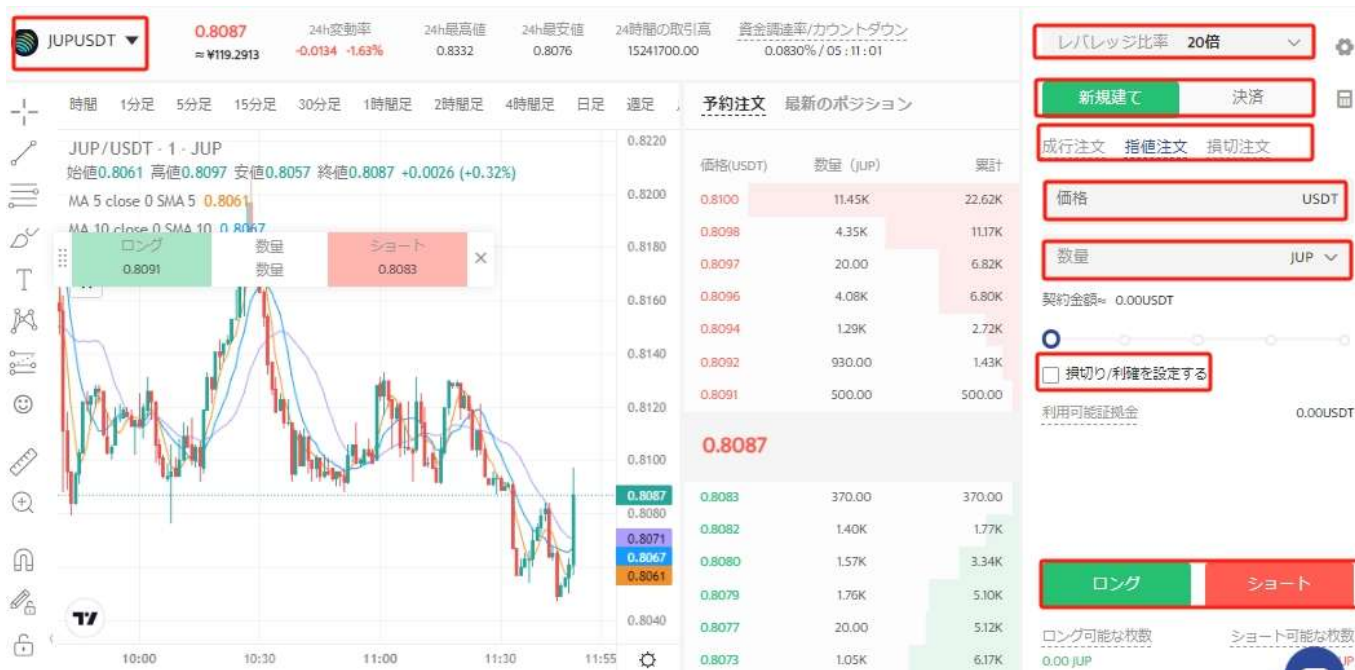 JUPUSDT ▼
0.8087
≈ ¥119.2913
24h変動率
-0.0134 -1.63%
24h最高値
0.8332
24h最安値
0.8076
24時間の取引高
15241700.00
資金調達率/カウントダウン
0.0830% / 05 : 11 : 01
時間 1分足 5分足 15分足 30分足 1時間足 2時間足 4時間足 日足 週足
JUP/USDT · 1 · JUP
始値0.8061 高値0.8097 安値0.8057 終値0.8087 +0.0026 (+0.32%)
MA 5 close 0 SMA 5 0.8061
MA 10 close 0 SMA 10 0.8067
ロング 数量 ショート
0.8091 数量 0.8083
0.8220
0.8200
0.8180
0.8160
0.8140
0.8120
0.8100
0.8087
0.8080
0.8071
0.8067
0.8061
0.8040
10:00 10:30 11:00 11:30 11:55
予約注文 最新のポジション
価格(USDT) 数量 (JUP) 累計
0.8100 11.45K 22.62K
0.8098 4.35K 11.17K
0.8097 20.00 6.82K
0.8096 4.08K 6.80K
0.8094 1.29K 2.72K
0.8092 930.00 1.43K
0.8091 500.00 500.00
0.8087
0.8083 370.00 370.00
0.8082 1.40K 1.77K
0.8080 1.57K 3.34K
0.8079 1.76K 5.10K
0.8077 20.00 5.12K
0.8073 1.05K 6.17K
レバレッジ比率 20倍
新規建て 決済
成行注文 指値注文 損切注文
価格 USDT
数量 JUP
契約金額≈ 0.00USDT
損切り/利確を設定する
利用可能証拠金 0.00USDT
ロング ショート
ロング可能な枚数 ショート可能な枚数
0.00 JUP